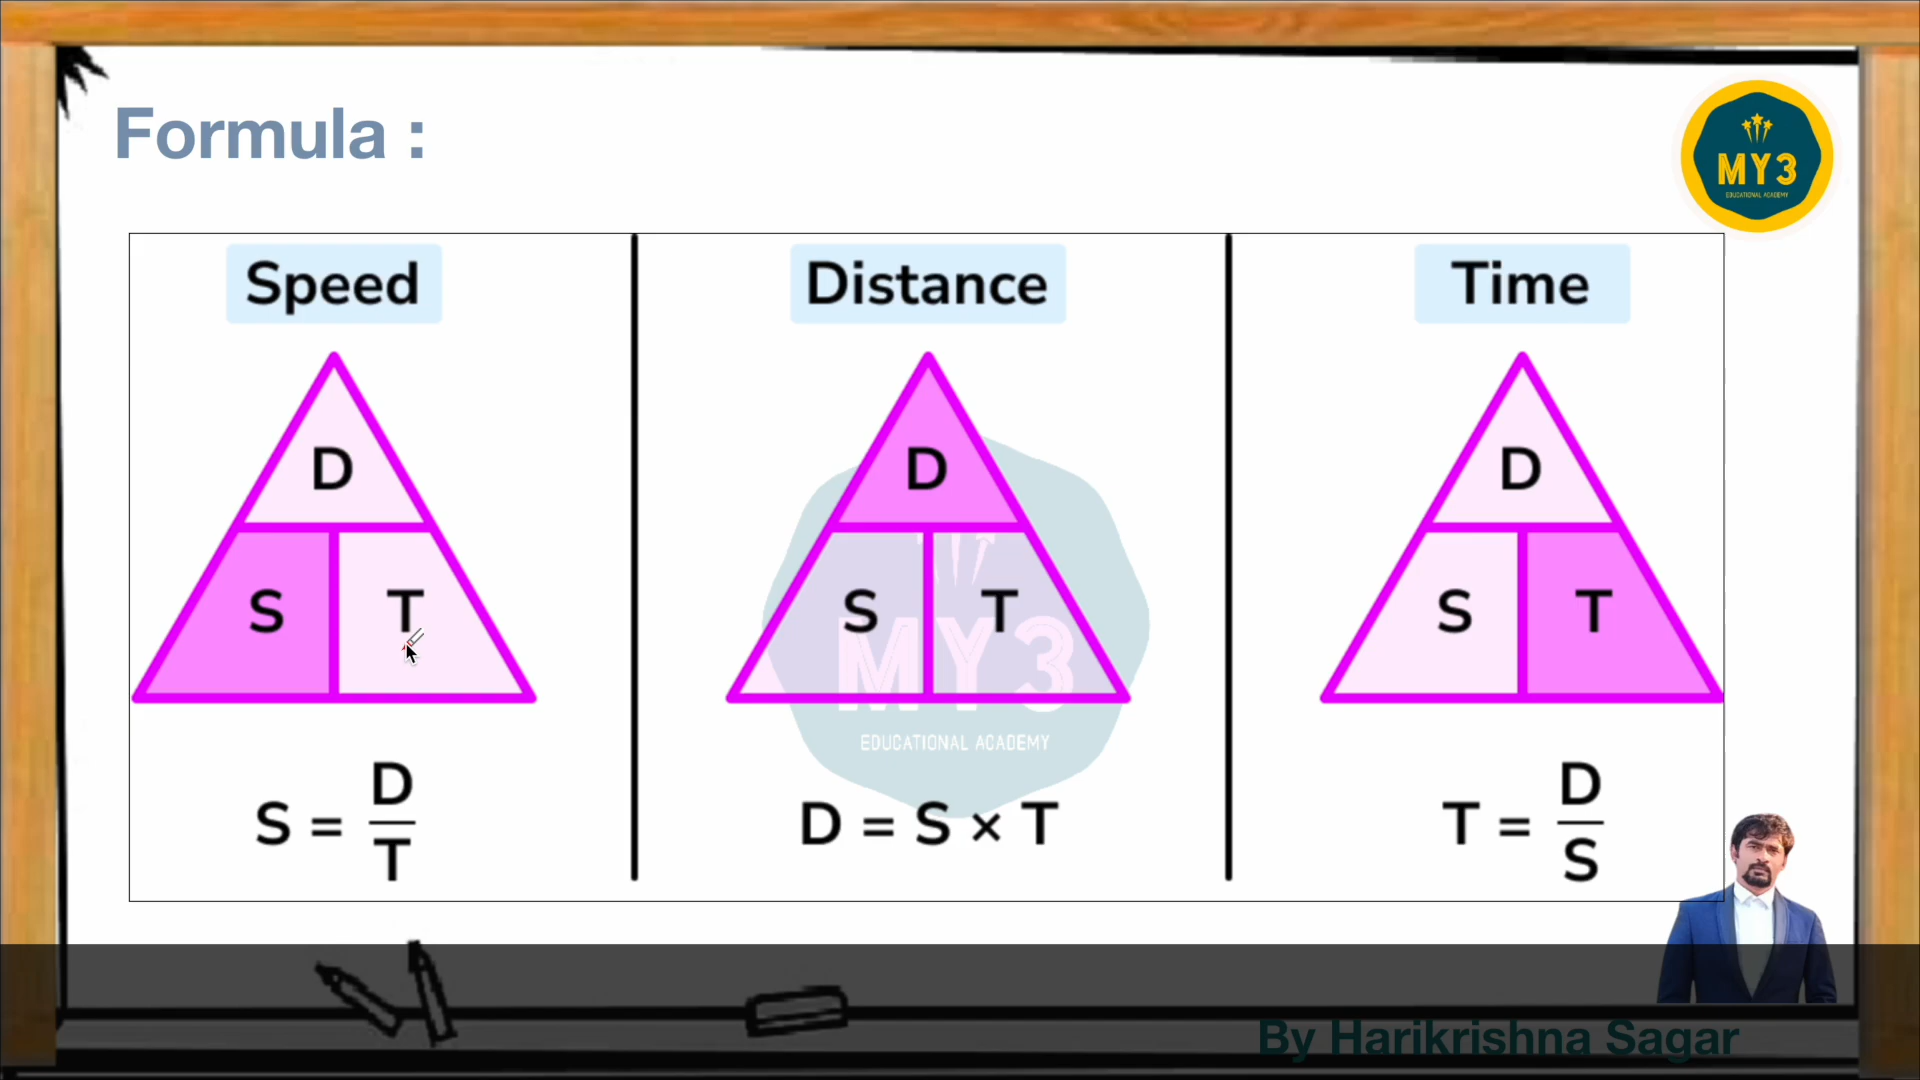 Formula :
MY3
EDUCATIONAL ACADEMY
Speed
Distance
Time
D
S T
D
S T
D
S T
MY3
EDUCATIONAL ACADEMY
S = D/T
D = S × T
T = D/S
By Harikrishna Sagar